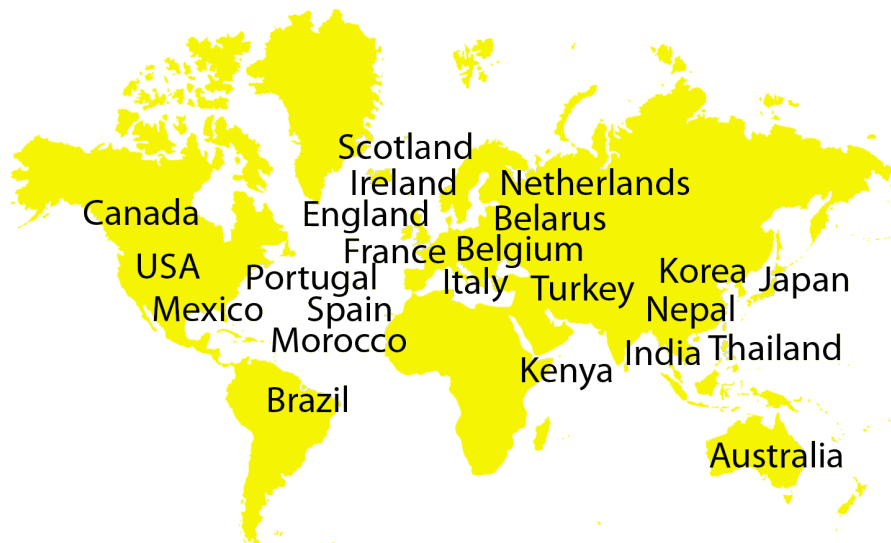 Scotland
Ireland Netherlands
Canada England Belarus
France Belgium
USA Portugal Italy Turkey Korea Japan
Mexico Spain Nepal
Morocco India Thailand
Kenya
Brazil
Australia